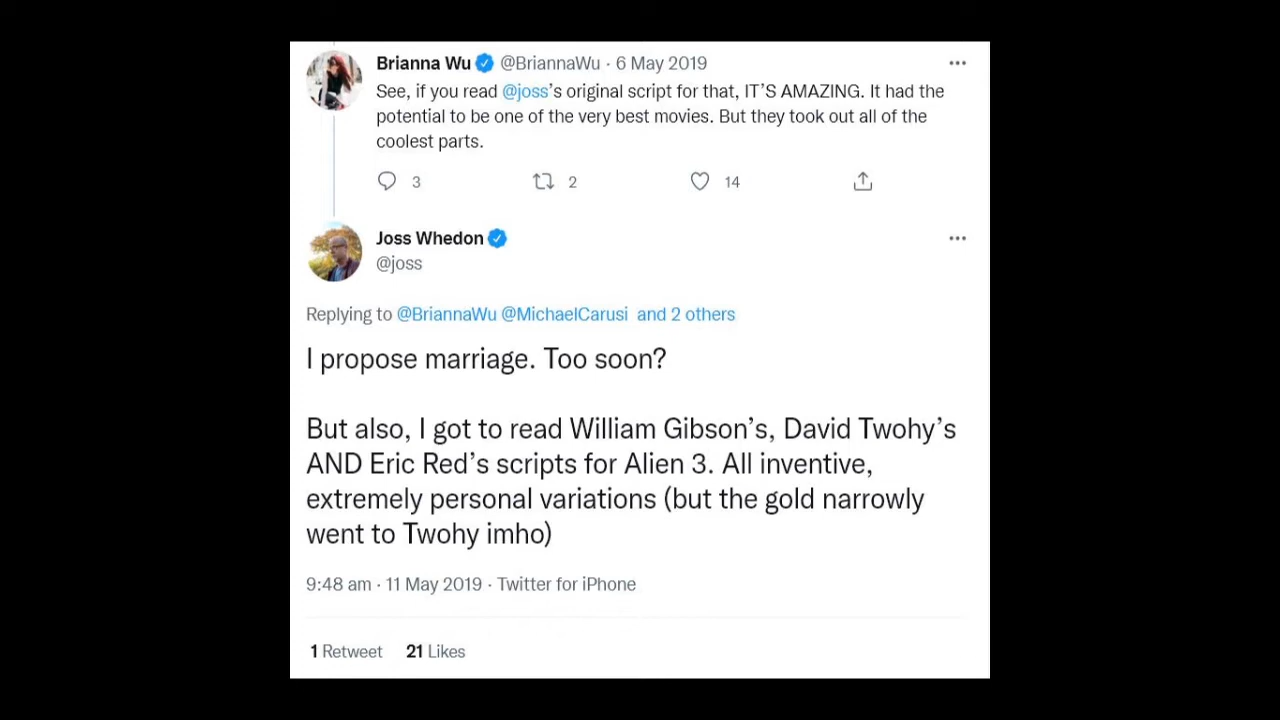 Brianna Wu @BriannaWu · 6 May 2019
See, if you read @joss's original script for that, IT'S AMAZING. It had the
potential to be one of the very best movies. But they took out all of the
coolest parts.
3 2 14
Joss Whedon
@joss
Replying to @BriannaWu @MichaelCarusi and 2 others
I propose marriage. Too soon?
But also, I got to read William Gibson's, David Twohy's
AND Eric Red's scripts for Alien 3. All inventive,
extremely personal variations (but the gold narrowly
went to Twohy imho)
9:48 am · 11 May 2019 · Twitter for iPhone
1 Retweet 21 Likes